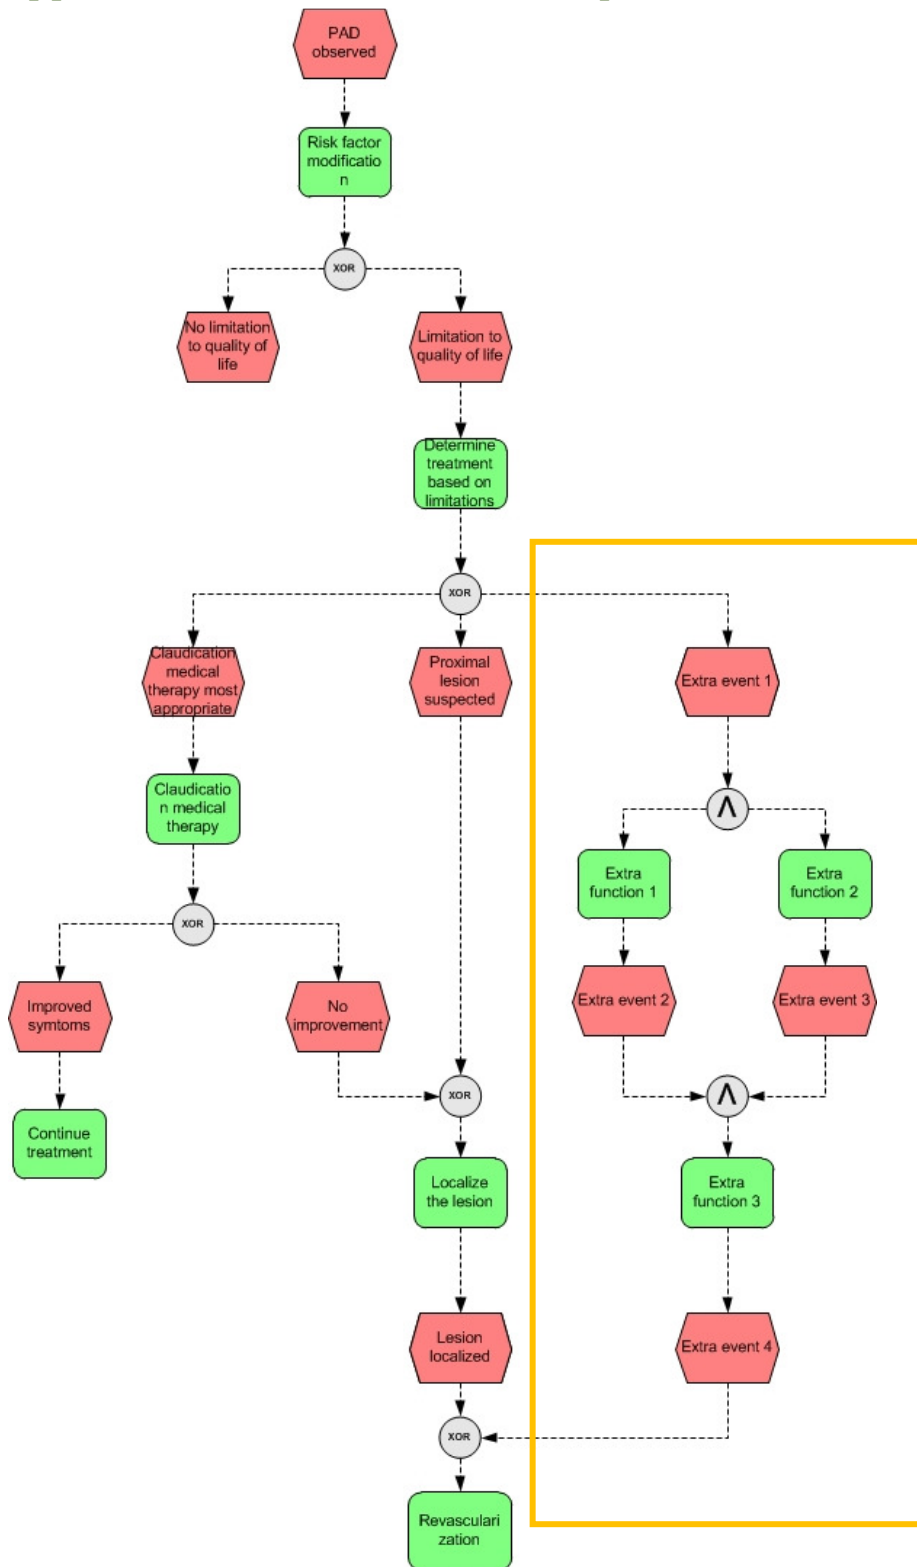 PAD
observed
Risk factor
modificatio
n
XOR
No limitation
to quality of
life
Limitation to
quality of life
Determine
treatment
based on
limitations
XOR
Claudication
medical
therapy most
appropriate
Proximal
lesion
suspected
Extra event 1
Claudicatio
n medical
therapy
Λ
Extra
function 1
Extra
function 2
XOR
Improved
symtoms
No
improvement
Extra event 2
Extra event 3
XOR
Λ
Continue
treatment
Localize
the lesion
Extra
function 3
Lesion
localized
Extra event 4
XOR
Revasculari
zation